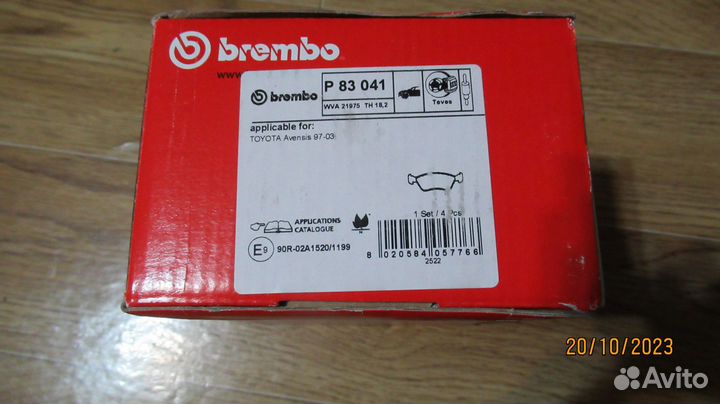 brembo
www.
brembo
P 83 041
WVA 21975 TH 18,2
Teves
applicable for:
TOYOTA Avensis 97-03
1 Set / 4 Pcs
APPLICATIONS
CATALOGUE
E9
90R-02A1520/1199
8 020584 057766
2522
20/10/2023
Avito